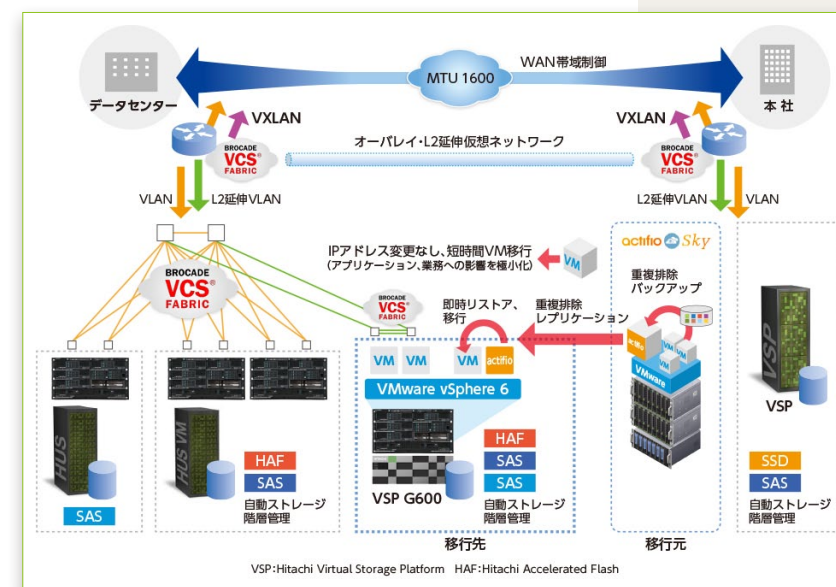 WAN帯域制御
MTU 1600
データセンター
本社
VXLAN
VXLAN
オーバレイ・L2延伸仮想ネットワーク
BROCADE
VCS®
FABRIC
BROCADE
VCS®
FABRIC
VLAN
L2延伸VLAN
L2延伸VLAN
VLAN
actifio Sky
IPアドレス変更なし、短時間VM移行
(アプリケーション、業務への影響を極小化)
VM
重複排除
バックアップ
BROCADE
VCS®
FABRIC
BROCADE
VCS®
FABRIC
即時リストア、
移行
重複排除
レプリケーション
actifio
VM
VM
VM
VMware
VM
VM
VM
actifio
VMware vSphere 6
HUS
SAS
HUS VM
HAF
SAS
自動ストレージ
階層管理
VSP G600
HAF
SAS
SAS
自動ストレージ
階層管理
VSP
VSP
SSD
SAS
自動ストレージ
階層管理
移行先
移行元
VSP:Hitachi Virtual Storage Platform HAF:Hitachi Accelerated Flash